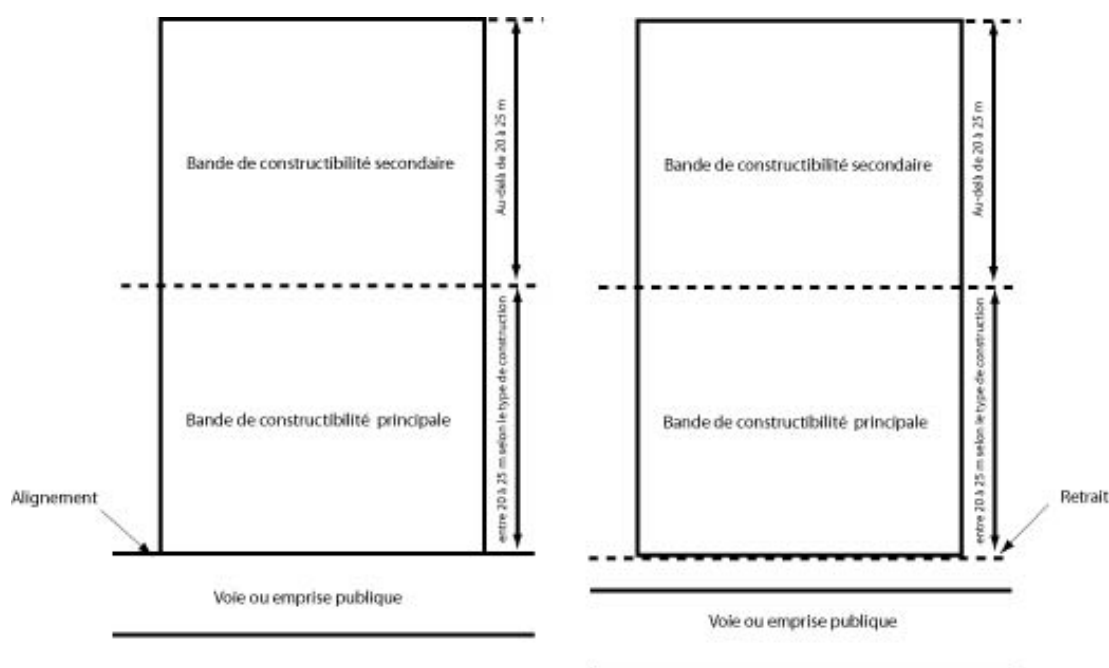 Bande de constructibilité secondaire
Au-delà de 20 à 25 m
Bande de constructibilité principale
entre 20 à 25 m selon le type de construction
Alignement
Voie ou emprise publique
Bande de constructibilité secondaire
Au-delà de 20 à 25 m
Bande de constructibilité principale
entre 20 à 25 m selon le type de construction
Retrait
Voie ou emprise publique